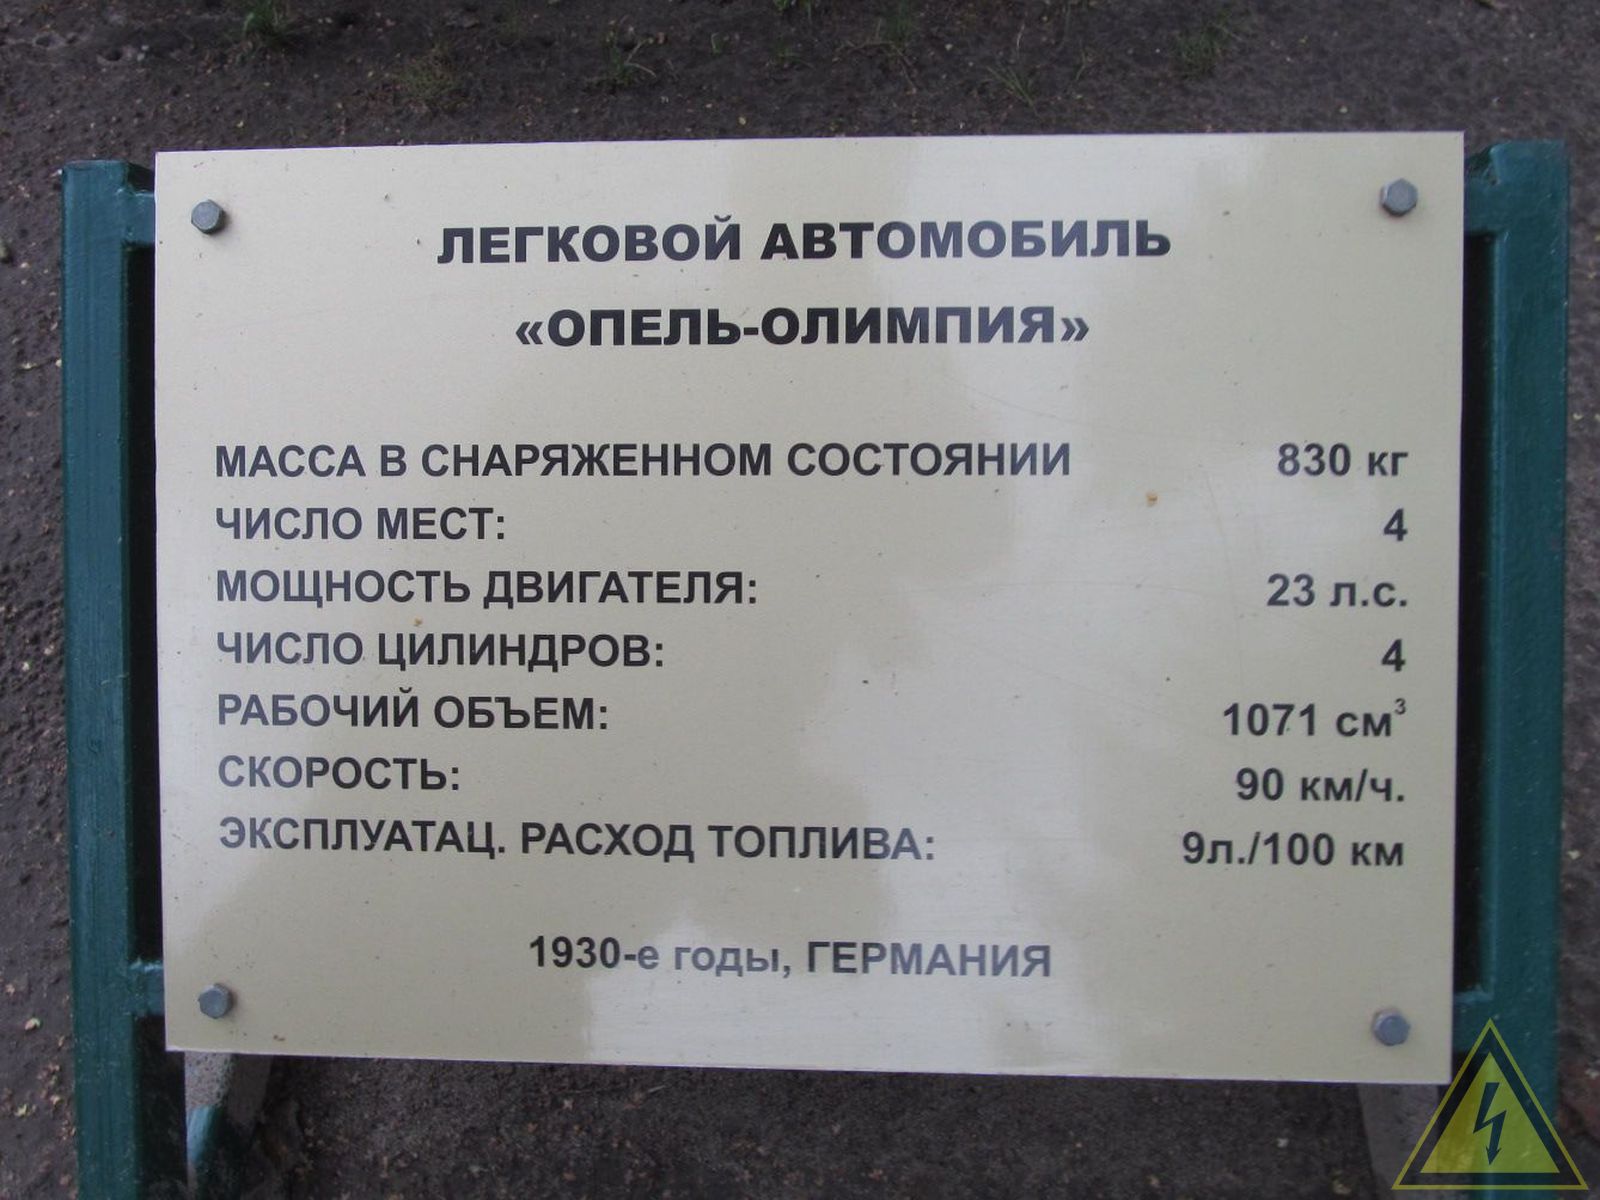 ЛЕГКОВОЙ АВТОМОБИЛЬ
«ОПЕЛЬ-ОЛИМПИЯ»
МАССА В СНАРЯЖЕННОМ СОСТОЯНИИ 830 кг
ЧИСЛО МЕСТ: 4
МОЩНОСТЬ ДВИГАТЕЛЯ: 23 л.с.
ЧИСЛО ЦИЛИНДРОВ: 4
РАБОЧИЙ ОБЪЕМ: 1071 см³
СКОРОСТЬ: 90 км/ч.
ЭКСПЛУАТАЦ. РАСХОД ТОПЛИВА: 9л./100 км
1930-е годы, ГЕРМАНИЯ